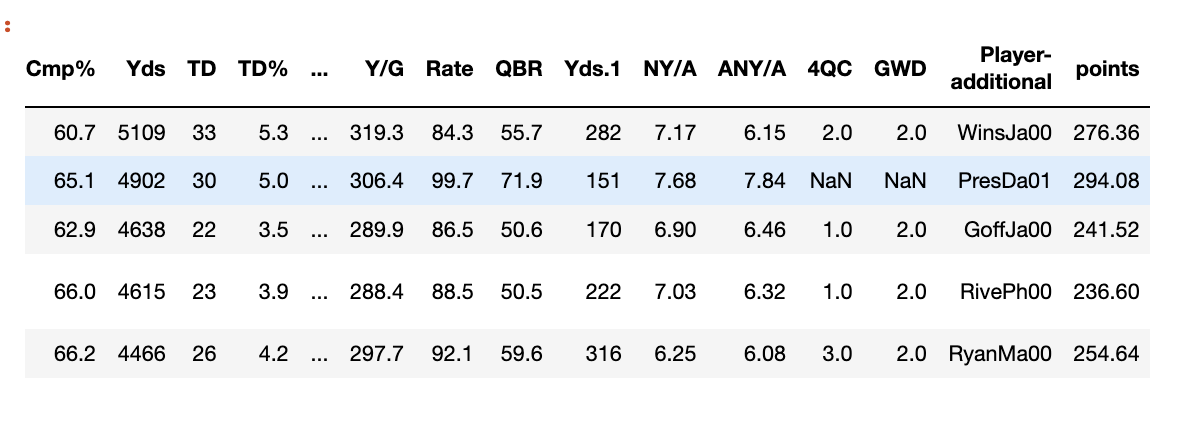 :
Cmp% Yds TD TD% ... Y/G Rate QBR Yds.1 NY/A ANY/A 4QC GWD Player-additional points
60.7 5109 33 5.3 ... 319.3 84.3 55.7 282 7.17 6.15 2.0 2.0 WinsJa00 276.36
65.1 4902 30 5.0 ... 306.4 99.7 71.9 151 7.68 7.84 NaN NaN PresDa01 294.08
62.9 4638 22 3.5 ... 289.9 86.5 50.6 170 6.90 6.46 1.0 2.0 GoffJa00 241.52
66.0 4615 23 3.9 ... 288.4 88.5 50.5 222 7.03 6.32 1.0 2.0 RivePh00 236.60
66.2 4466 26 4.2 ... 297.7 92.1 59.6 316 6.25 6.08 3.0 2.0 RyanMa00 254.64